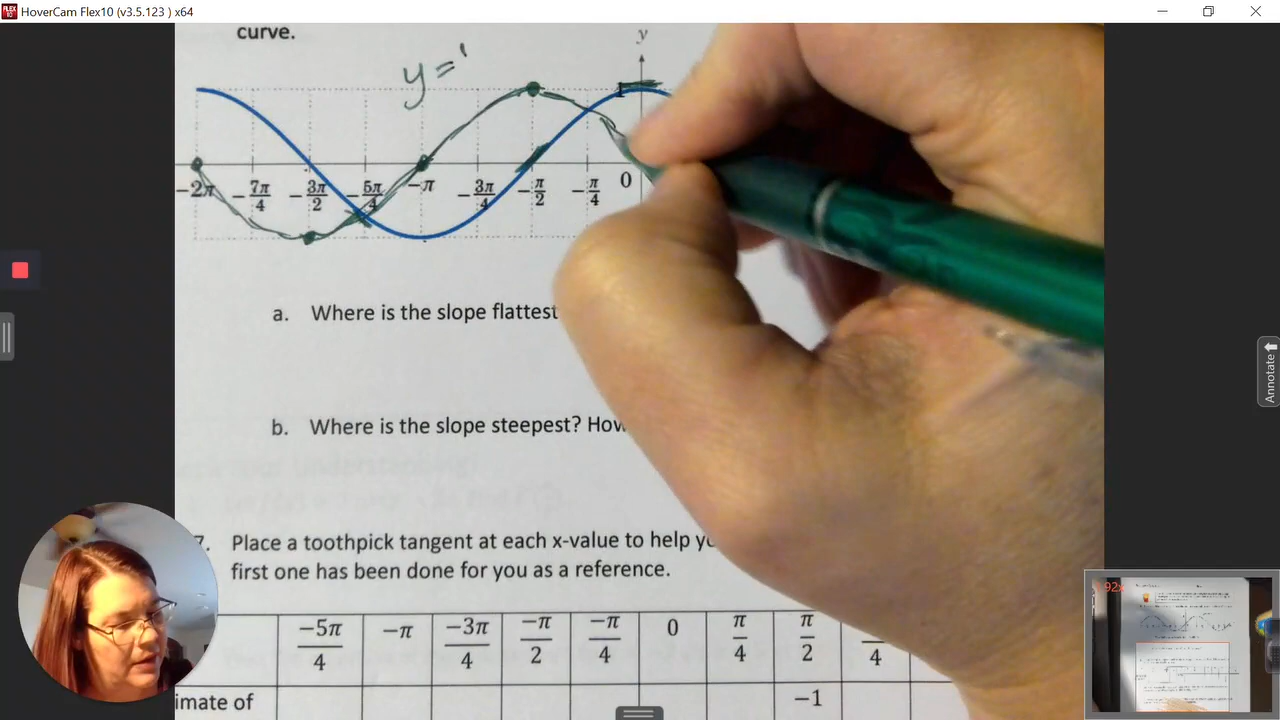 HoverCam Flex10 (v3.5.123 ) x64
curve.
y
y = '
1
−2π −7π/4 −3π/2 −5π/4 −π −3π/4 −π/2 −π/4 0
a. Where is the slope flattest
b. Where is the slope steepest? How
7. Place a toothpick tangent at each x-value to help yo
first one has been done for you as a reference.
−5π/4 −π −3π/4 −π/2 −π/4 0 π/4 π/2 4
imate of −1
Annotate
92x